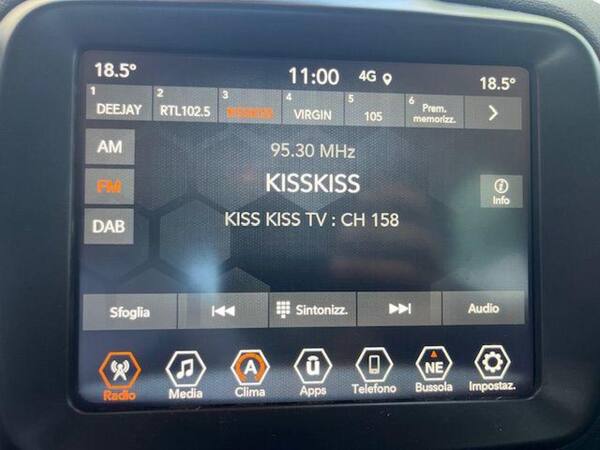 18.5° 11:00 4G 18.5°
1 DEEJAY 2 RTL102.5 3 KISSKISS 4 VIRGIN 5 105 6 Prem. memorizz.
AM
95.30 MHz
FM
KISSKISS
Info
DAB
KISS KISS TV : CH 158
Sfoglia Sintonizz. Audio
A ū NE
Radio Media Clima Apps Telefono Bussola Impostaz.